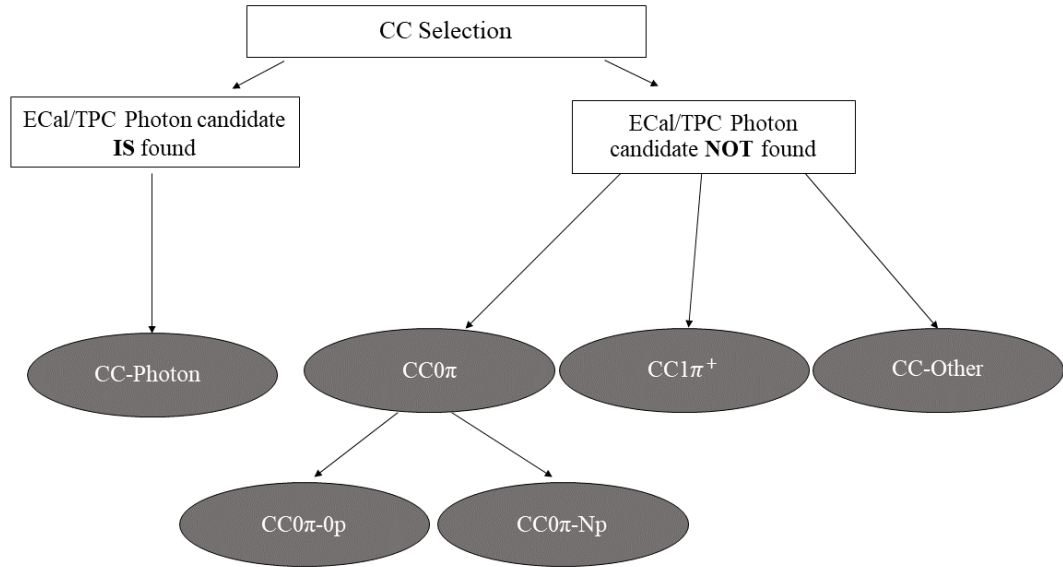 CC Selection
ECal/TPC Photon candidate
IS found
ECal/TPC Photon
candidate NOT found
CC-Photon
CC0π
CC1π⁺
CC-Other
CC0π-0p
CC0π-Np